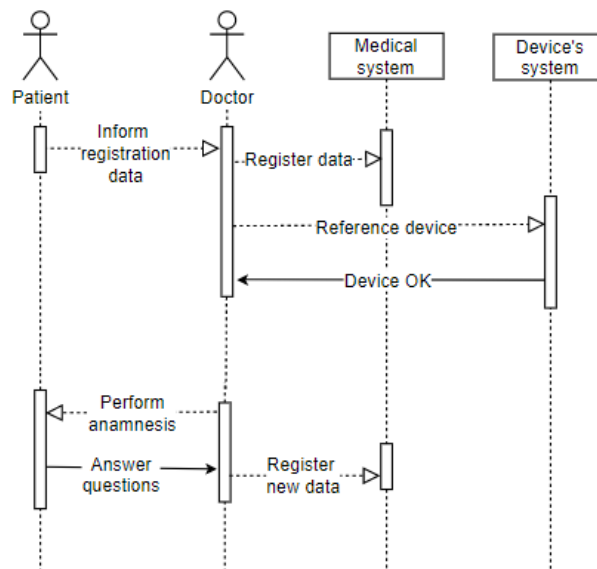 Medical
system
Device's
system
Patient
Doctor
Inform
registration
data
Register data
Reference device
Device OK
Perform
anamnesis
Answer
questions
Register
new data